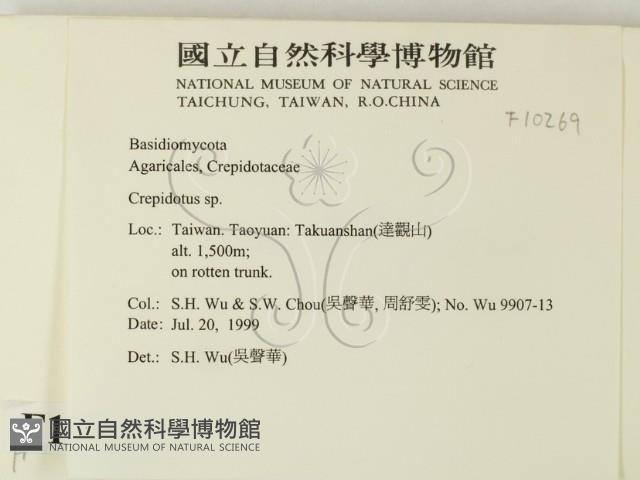 國立自然科學博物館
NATIONAL MUSEUM OF NATURAL SCIENCE
TAICHUNG, TAIWAN, R.O.CHINA
F10269
Basidiomycota
Agaricales, Crepidotaceae
Crepidotus sp.
Loc.: Taiwan. Taoyuan: Takuanshan(達觀山)
alt. 1,500m;
on rotten trunk.
Col.: S.H. Wu & S.W. Chou(吳聲華, 周舒雯); No. Wu 9907-13
Date: Jul. 20, 1999
Det.: S.H. Wu(吳聲華)
F1
國立自然科學博物館
NATIONAL MUSEUM OF NATURAL SCIENCE